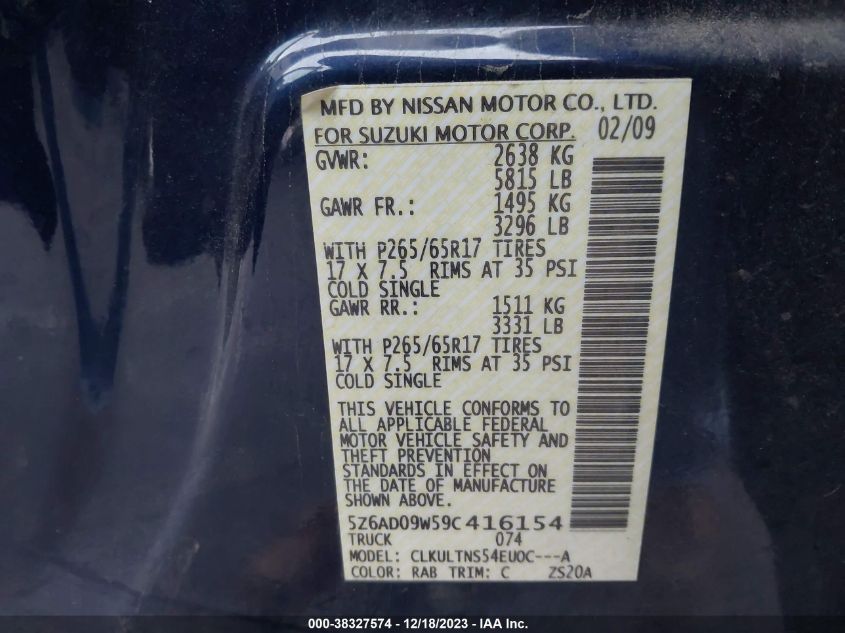 MFD BY NISSAN MOTOR CO., LTD.
FOR SUZUKI MOTOR CORP. 02/09
GVWR: 2638 KG
5815 LB
GAWR FR.: 1495 KG
3296 LB
WITH P265/65R17 TIRES
17 X 7.5 RIMS AT 35 PSI
COLD SINGLE
GAWR RR.: 1511 KG
3331 LB
WITH P265/65R17 TIRES
17 X 7.5 RIMS AT 35 PSI
COLD SINGLE
THIS VEHICLE CONFORMS TO
ALL APPLICABLE FEDERAL
MOTOR VEHICLE SAFETY AND
THEFT PREVENTION
STANDARDS IN EFFECT ON
THE DATE OF MANUFACTURE
SHOWN ABOVE.
5Z6AD09W59C416154
TRUCK 074
MODEL: CLKULTNS54EUOC---A
COLOR: RAB TRIM: C ZS20A
000-38327574 - 12/18/2023 - IAA Inc.